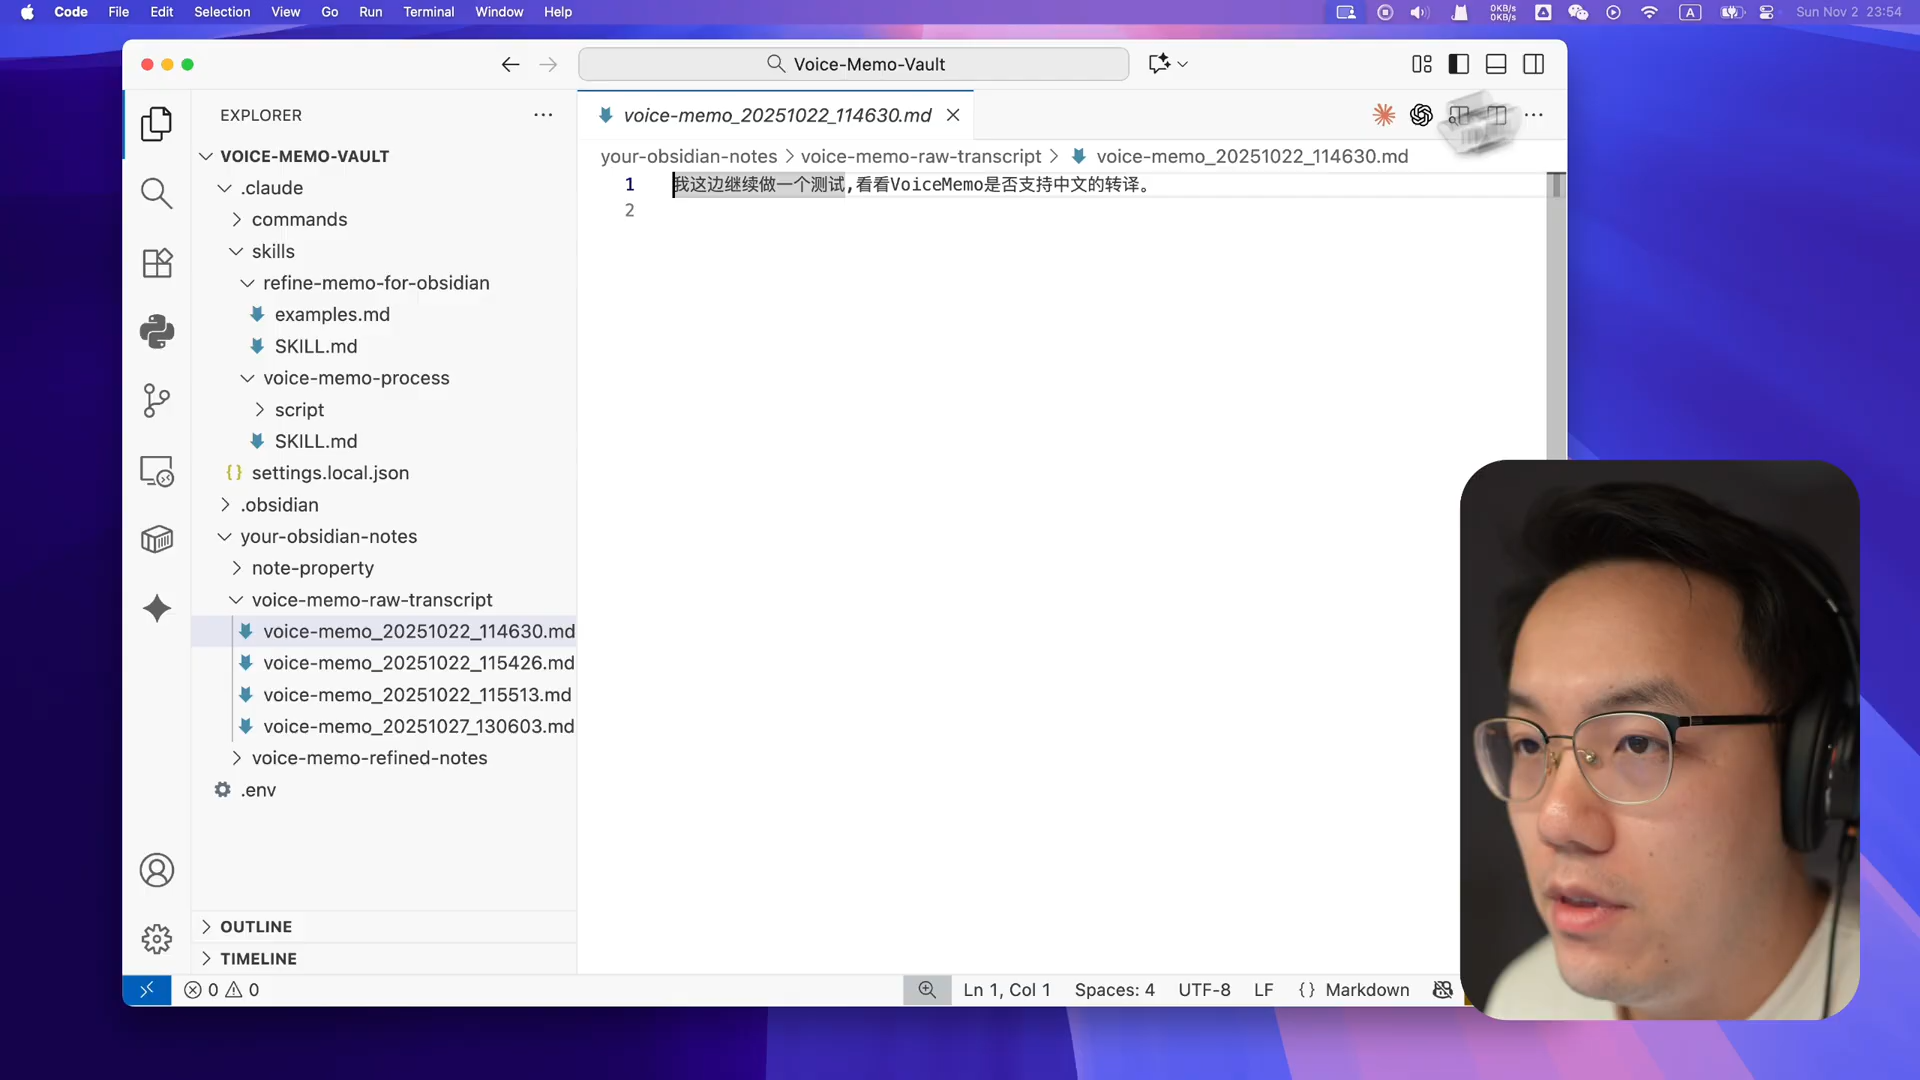 Code File Edit Selection View Go Run Terminal Window Help 0KB/s 0KB/s A Sun Nov 2 23:54
Voice-Memo-Vault
EXPLORER
VOICE-MEMO-VAULT
.claude
commands
skills
refine-memo-for-obsidian
examples.md
SKILL.md
voice-memo-process
script
SKILL.md
settings.local.json
.obsidian
your-obsidian-notes
note-property
voice-memo-raw-transcript
voice-memo_20251022_114630.md
voice-memo_20251022_115426.md
voice-memo_20251022_115513.md
voice-memo_20251027_130603.md
voice-memo-refined-notes
.env
OUTLINE
TIMELINE
voice-memo_20251022_114630.md
your-obsidian-notes > voice-memo-raw-transcript > voice-memo_20251022_114630.md
1 我这边继续做一个测试,看看VoiceMemo是否支持中文的转译。
2
0 0 Ln 1, Col 1 Spaces: 4 UTF-8 LF {} Markdown